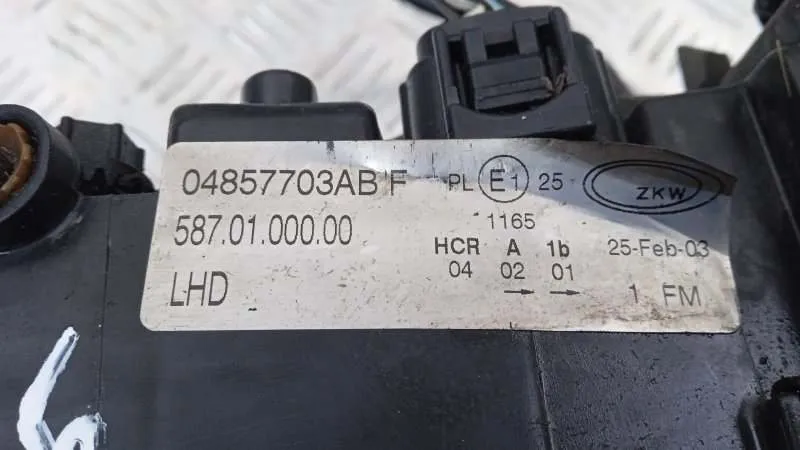 04857703AB F PL E1 25 ZKW
587.01.000.00 1165
HCR A 1b 25-Feb-03
04 02 01
LHD → → 1 FM
6